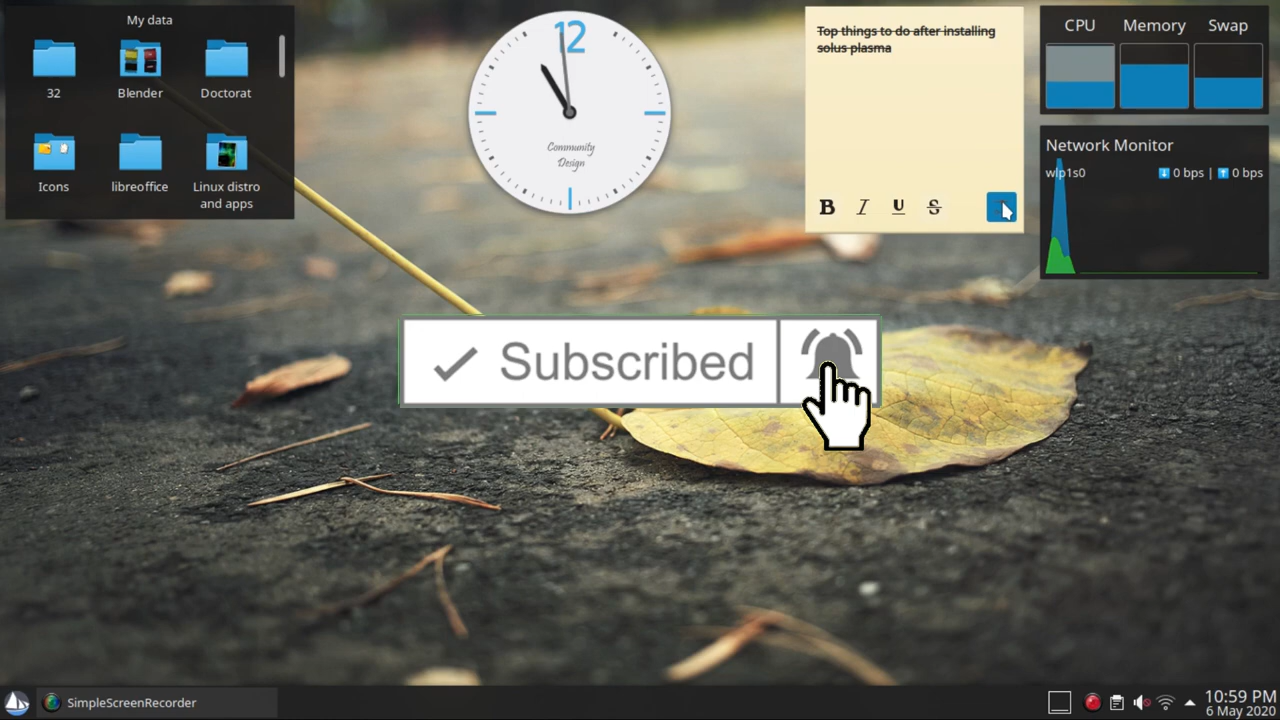 My data
32
Blender
Doctorat
Icons
libreoffice
Linux distro
and apps
12
Community
Design
Top things to do after installing
solus plasma
B I U S
CPU Memory Swap
Network Monitor
wlp1s0
0 bps | 0 bps
Subscribed
SimpleScreenRecorder
10:59 PM
6 May 2020